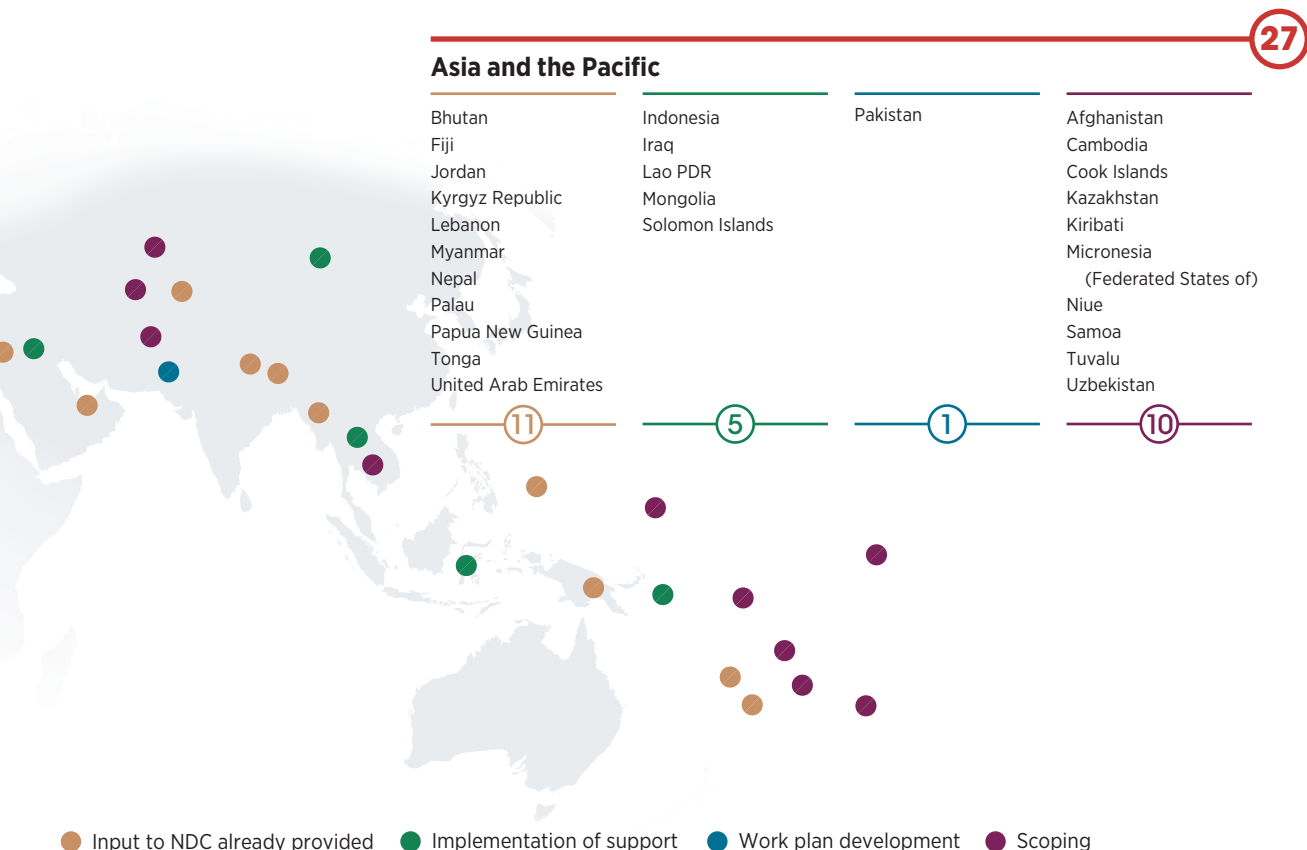 27
Asia and the Pacific
Bhutan
Fiji
Jordan
Kyrgyz Republic
Lebanon
Myanmar
Nepal
Palau
Papua New Guinea
Tonga
United Arab Emirates
11
Indonesia
Iraq
Lao PDR
Mongolia
Solomon Islands
5
Pakistan
1
Afghanistan
Cambodia
Cook Islands
Kazakhstan
Kiribati
Micronesia
(Federated States of)
Niue
Samoa
Tuvalu
Uzbekistan
10
Input to NDC already provided
Implementation of support
Work plan development
Scoping